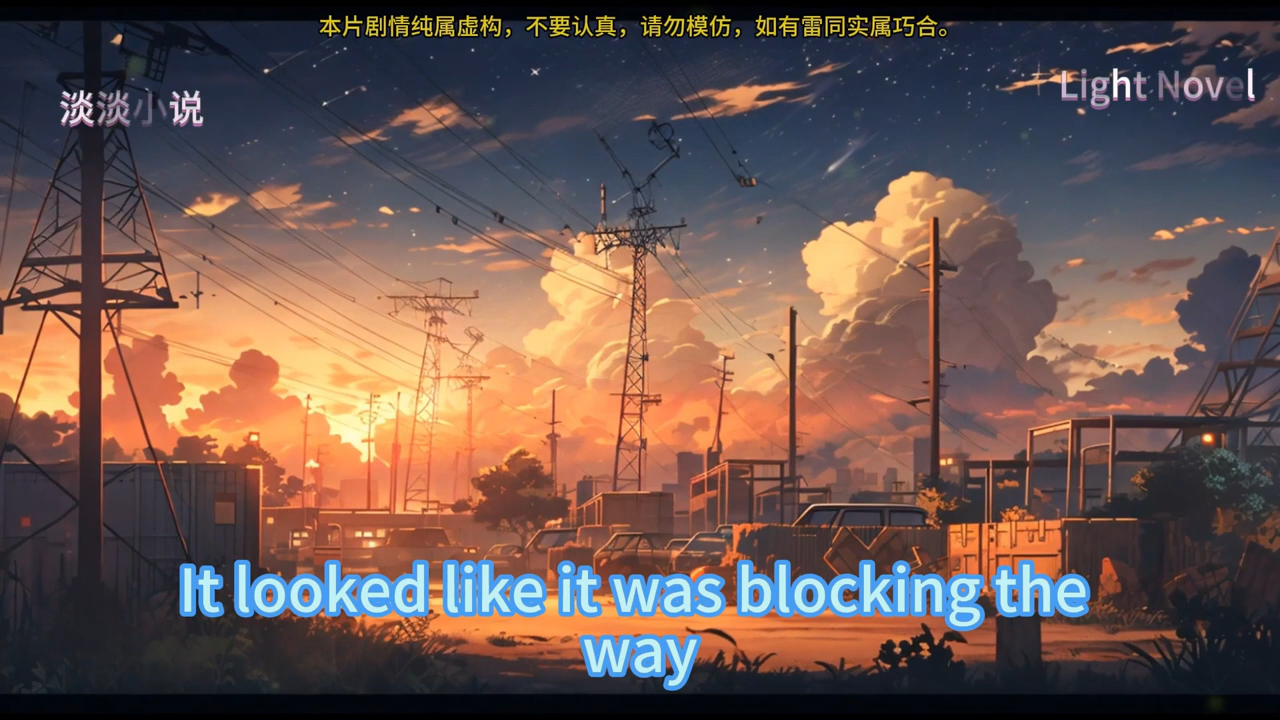 本片剧情纯属虚构，不要认真，请勿模仿，如有雷同实属巧合。
淡淡小说
Light Novel
It looked like it was blocking the
way